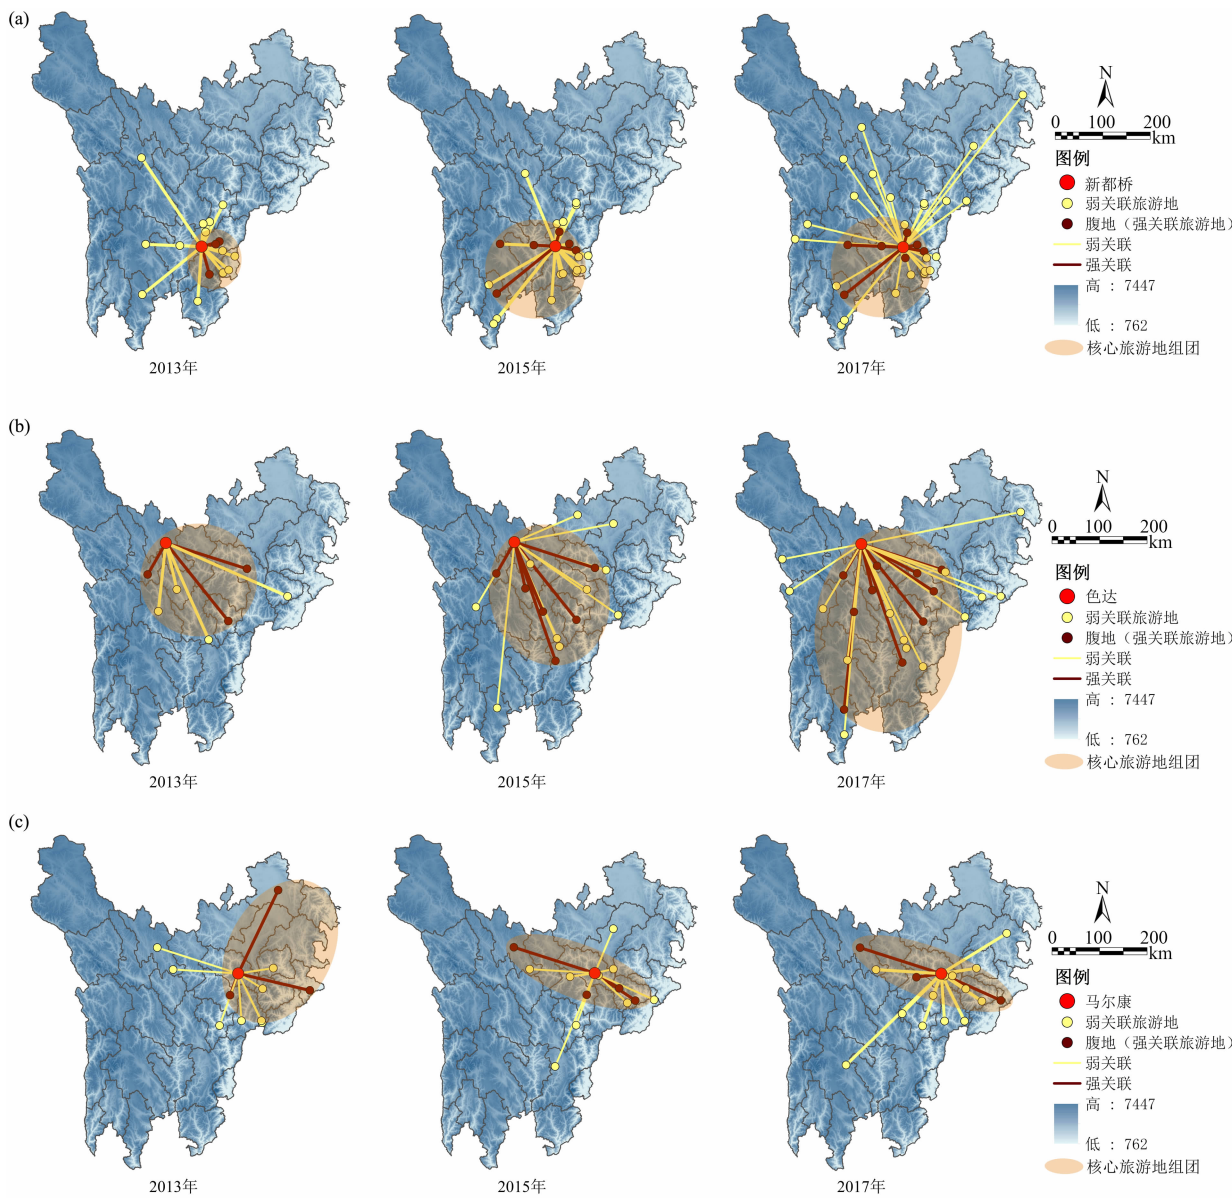 (a)
N
0 100 200
km
图例
新都桥
弱关联旅游地
腹地（强关联旅游地）
弱关联
强关联
高 : 7447
低 : 762
核心旅游地组团
2013年 2015年 2017年
(b)
N
0 100 200
km
图例
色达
弱关联旅游地
腹地（强关联旅游地）
弱关联
强关联
高 : 7447
低 : 762
核心旅游地组团
2013年 2015年 2017年
(c)
N
0 100 200
km
图例
马尔康
弱关联旅游地
腹地（强关联旅游地）
弱关联
强关联
高 : 7447
低 : 762
核心旅游地组团
2013年 2015年 2017年